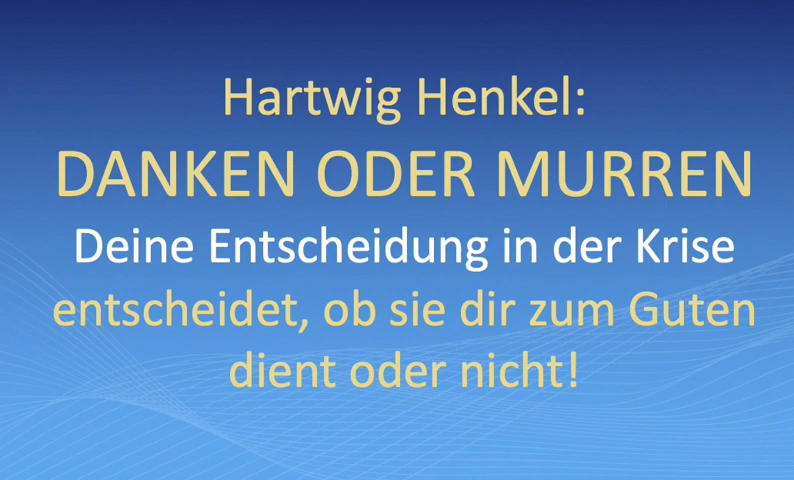 Hartwig Henkel:
DANKEN ODER MURREN
Deine Entscheidung in der Krise
entscheidet, ob sie dir zum Guten
dient oder nicht!